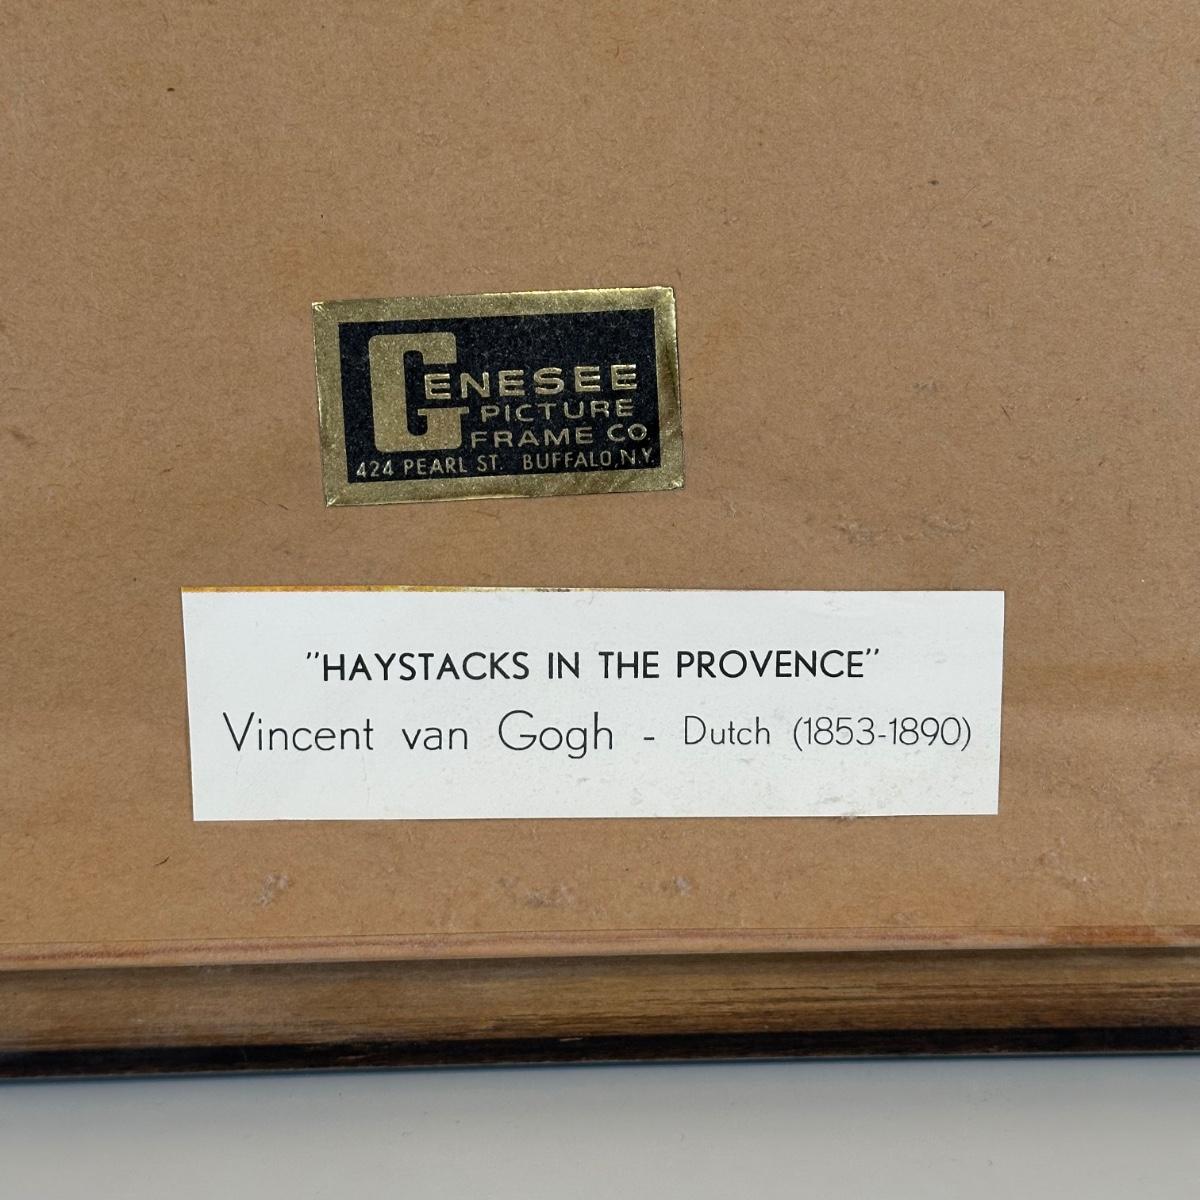 GENESEE
PICTURE
FRAME CO.
424 PEARL ST. BUFFALO, N.Y.
"HAYSTACKS IN THE PROVENCE"
Vincent van Gogh - Dutch (1853-1890)